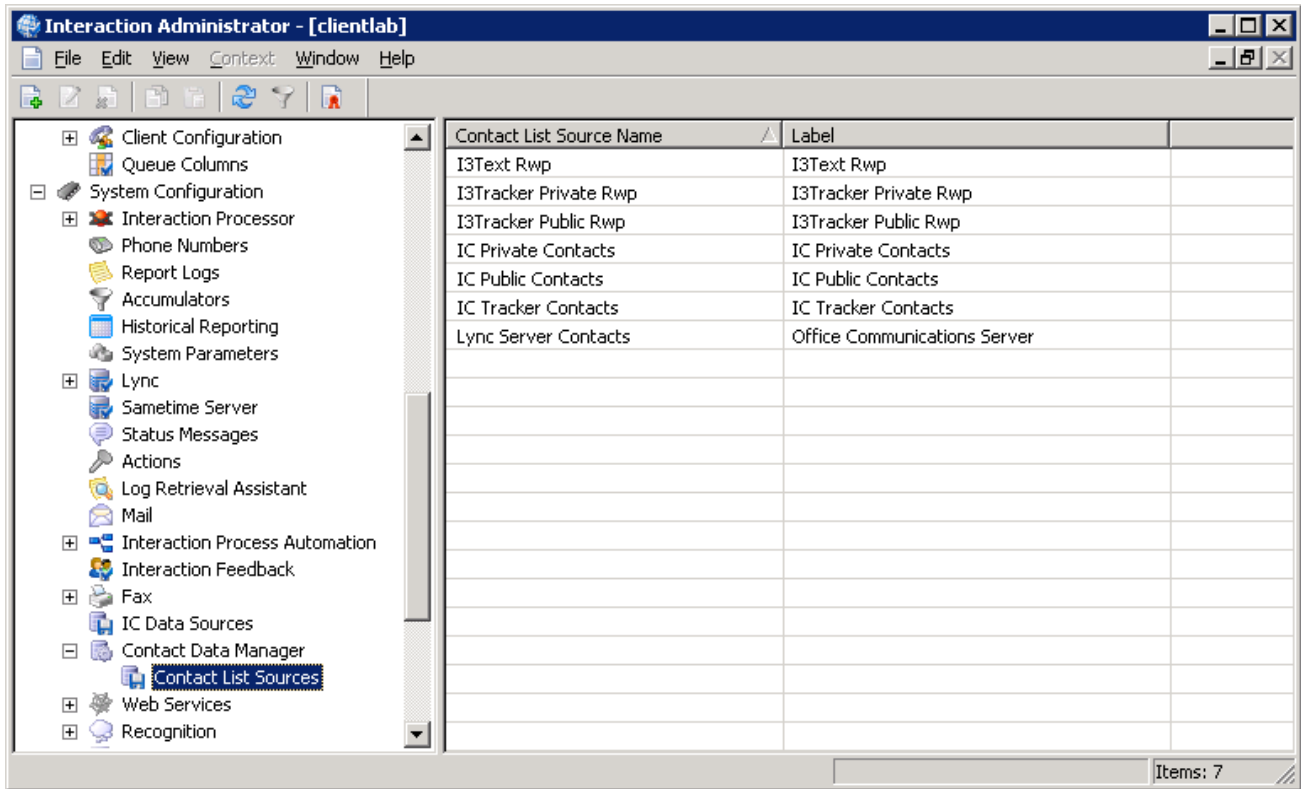 Interaction Administrator - [clientlab]
File Edit View Context Window Help
Client Configuration
Queue Columns
System Configuration
Interaction Processor
Phone Numbers
Report Logs
Accumulators
Historical Reporting
System Parameters
Lync
Sametime Server
Status Messages
Actions
Log Retrieval Assistant
Mail
Interaction Process Automation
Interaction Feedback
Fax
IC Data Sources
Contact Data Manager
Contact List Sources
Web Services
Recognition
Contact List Source Name Label
I3Text Rwp I3Text Rwp
I3Tracker Private Rwp I3Tracker Private Rwp
I3Tracker Public Rwp I3Tracker Public Rwp
IC Private Contacts IC Private Contacts
IC Public Contacts IC Public Contacts
IC Tracker Contacts IC Tracker Contacts
Lync Server Contacts Office Communications Server
Items: 7